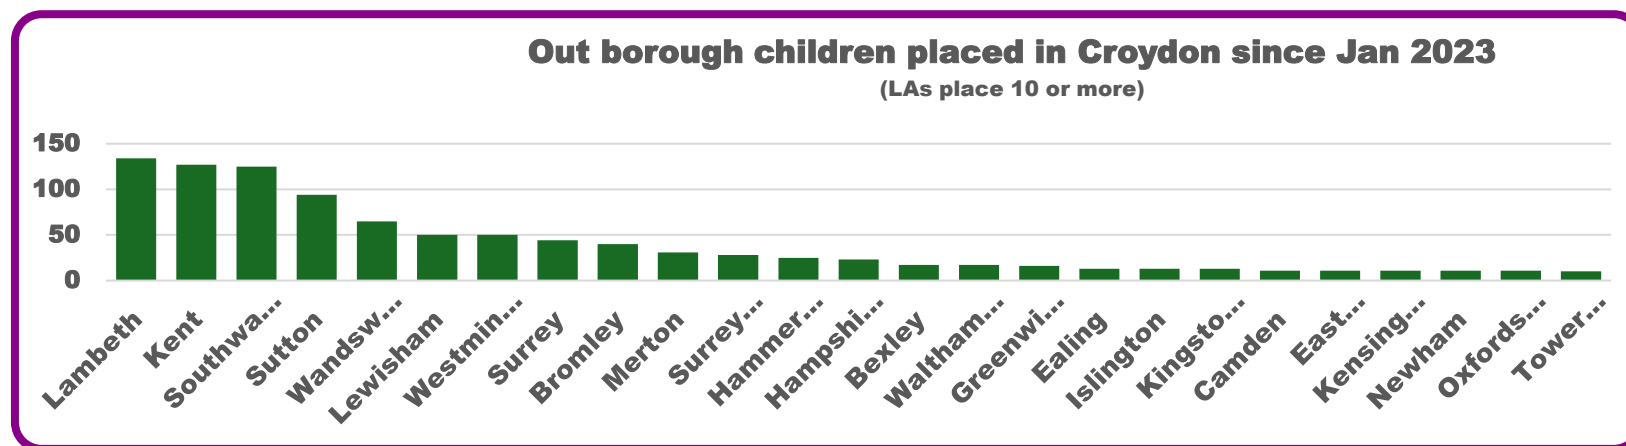 Out borough children placed in Croydon since Jan 2023
(LAs place 10 or more)
150
100
50
0
Lambeth
Kent
Southwa...
Sutton
Wandsw...
Lewisham
Westmin...
Surrey
Bromley
Merton
Surrey...
Hammer...
Hampshi...
Bexley
Waltham...
Greenwi...
Ealing
Islington
Kingsto...
Camden
East...
Kensing...
Newham
Oxfords...
Tower...